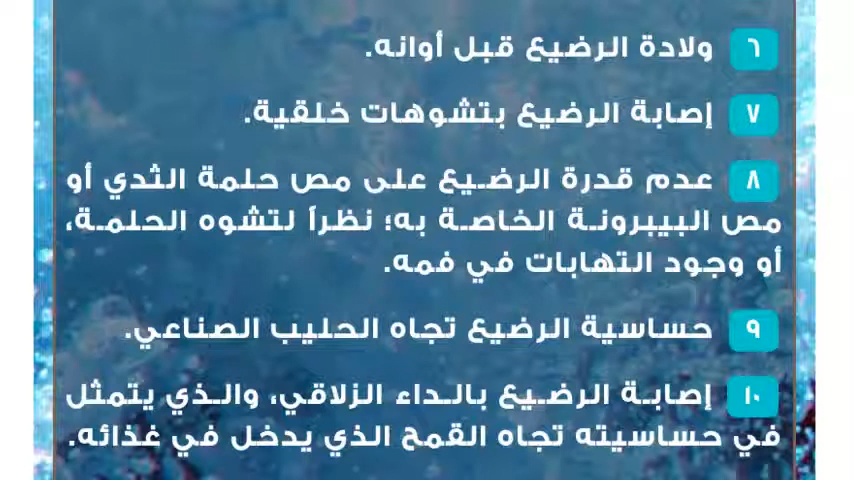 ٦ ولادة الرضيع قبل أوانه.
٧ إصابة الرضيع بتشوهات خلقية.
٨ عدم قدرة الرضيع على مص حلمة الثدي أو
مص البيبرونة الخاصة به؛ نظراً لتشوه الحلمة،
أو وجود التهابات في فمه.
٩ حساسية الرضيع تجاه الحليب الصناعي.
١٠ إصابة الرضيع بالداء الزلاقي، والذي يتمثل
في حساسيته تجاه القمح الذي يدخل في غذائه.